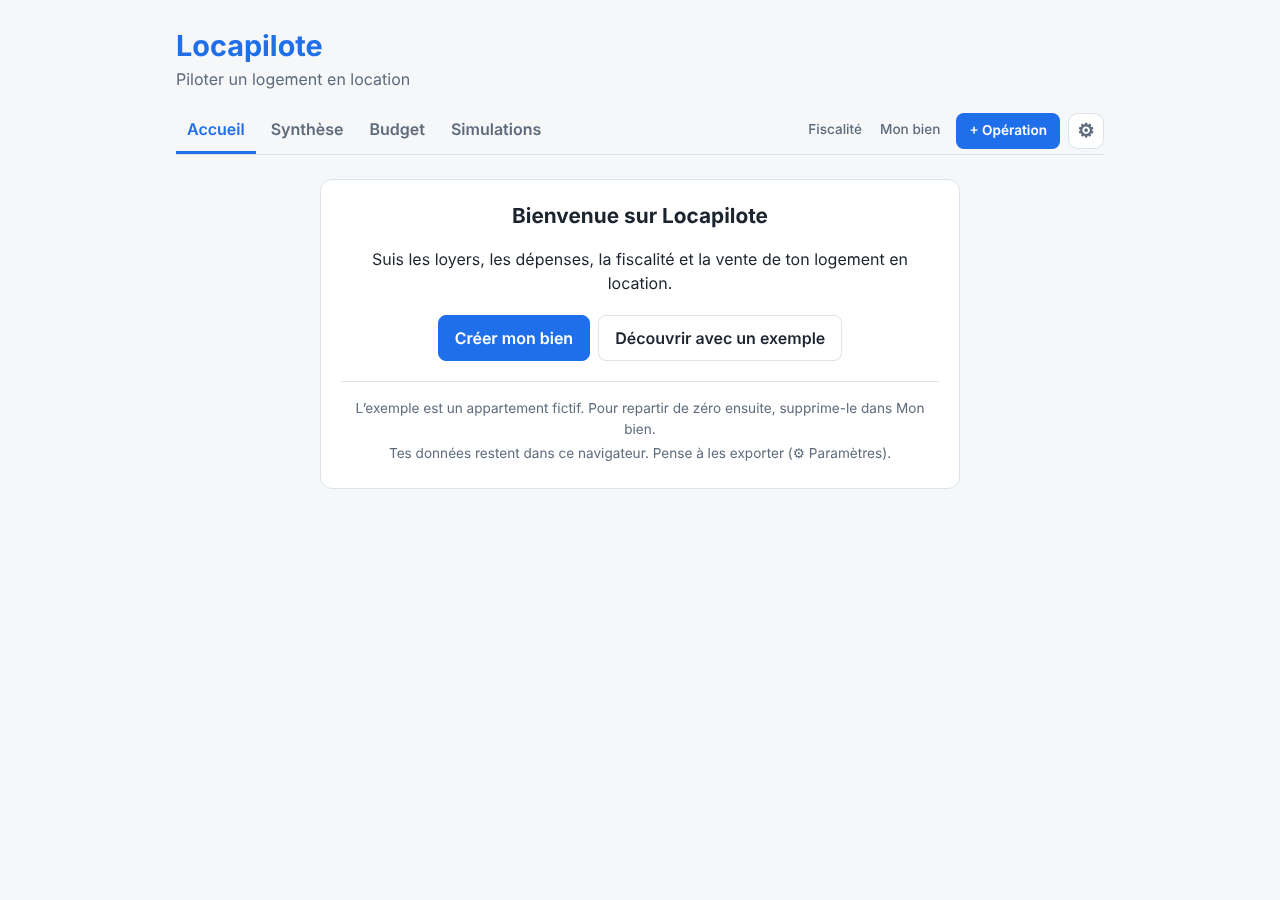 Locapilote
Piloter un logement en location
Accueil Synthèse Budget Simulations Fiscalité Mon bien + Opération ⚙
Bienvenue sur Locapilote
Suis les loyers, les dépenses, la fiscalité et la vente de ton logement en
location.
Créer mon bien Découvrir avec un exemple
L'exemple est un appartement fictif. Pour repartir de zéro ensuite, supprime-le dans Mon
bien.
Tes données restent dans ce navigateur. Pense à les exporter (⚙ Paramètres).